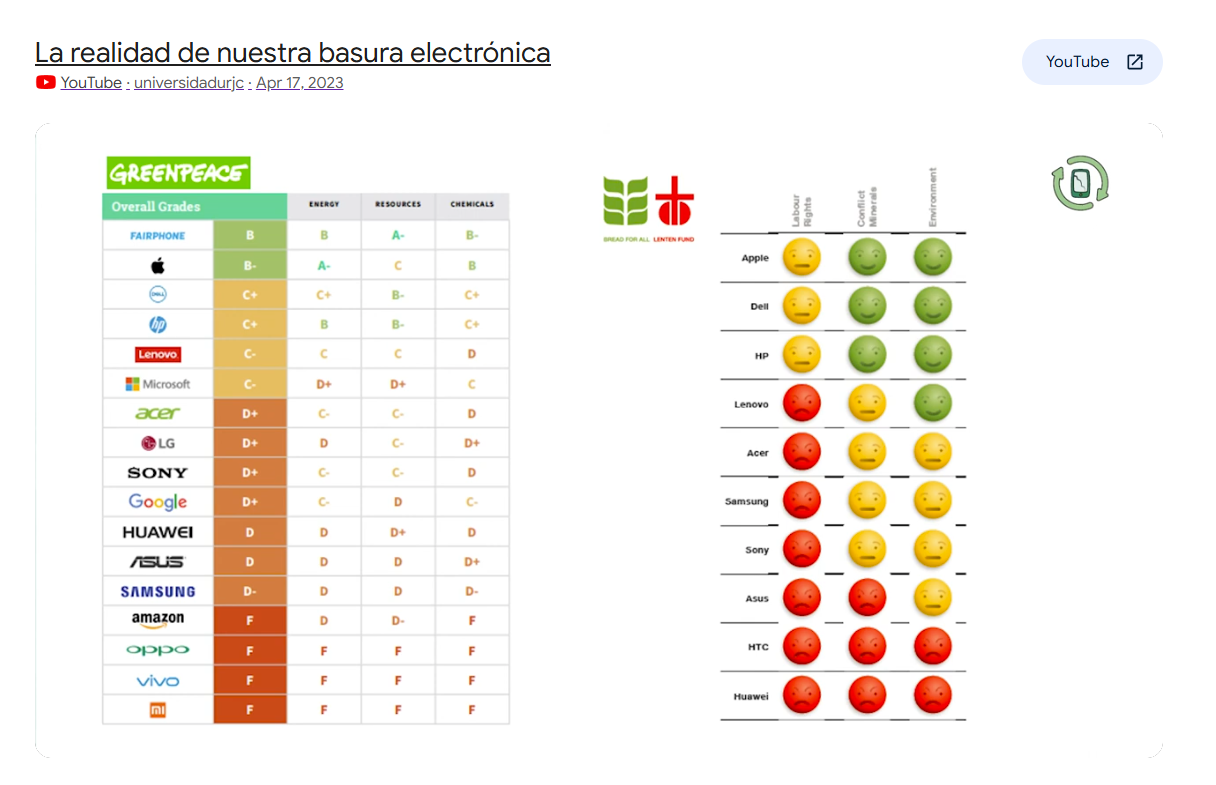 La realidad de nuestra basura electrónica
YouTube · universidadurjc · Apr 17, 2023
YouTube
GREENPEACE
Overall Grades ENERGY RESOURCES CHEMICALS
FAIRPHONE B B A- B-
B- A- C B
DELL C+ C+ B- C+
hp C+ B B- C+
Lenovo C- C C D
Microsoft C- D+ D+ C
acer D+ C- C- D
LG D+ D C- D+
SONY D+ C- C- D
Google D+ C- D C-
HUAWEI D D D+ D
ASUS D D D D+
SAMSUNG D- D D D-
amazon F D D- F
oppo F F F F
vivo F F F F
mi F F F F
BREAD FOR ALL LENTEN FUND
Labour Rights
Conflict Minerals
Environment
Apple
Dell
HP
Lenovo
Acer
Samsung
Sony
Asus
HTC
Huawei